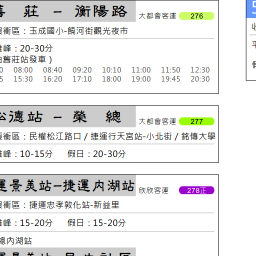 莊 － 衡陽路 大都會客運 276
衝區：玉成國小-饒河街觀光夜市
峰：20-30分
舊莊站發車）
00 08:00 08:40 09:20 10:10 11:00 11:50 12:30
5 15:30 16:20 17:10 18:00 19:00 19:45 20:30
松德站 － 榮 總 大都會客運 277
衝區：民權松江路口 / 捷運行天宮站-小北街 / 銘傳大學
峰：10-15分 假日：20-30分
運景美站-捷運內湖站 欣欣客運 278正
衝區：捷運忠孝敦化站-新益里
峰：15-20分 假日：15-20分
內湖站